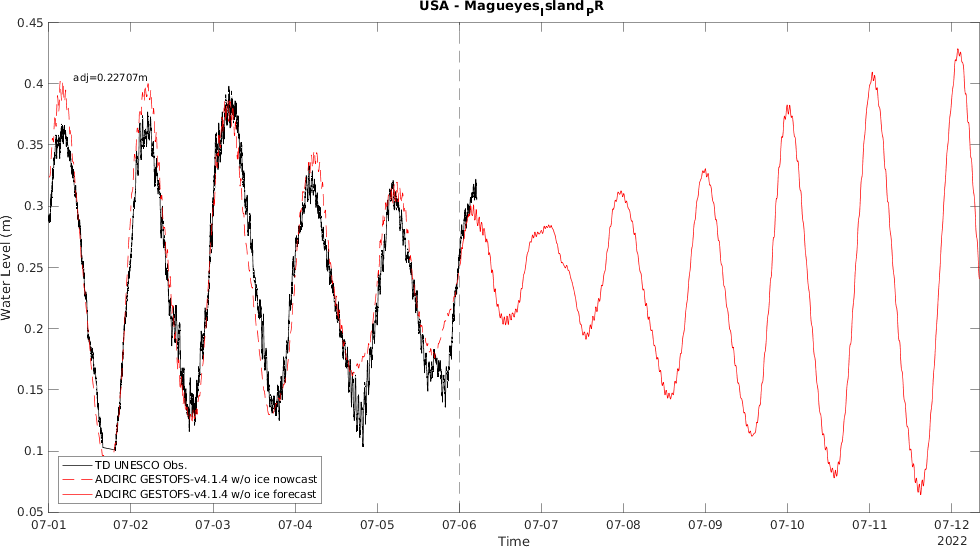 USA - Magueyes_Island_PR
0.45
adj=0.22707m
0.4
0.35
0.3
0.25
0.2
0.15
0.1
0.05
Water Level (m)
TD UNESCO Obs.
ADCIRC GESTOFS-v4.1.4 w/o ice nowcast
ADCIRC GESTOFS-v4.1.4 w/o ice forecast
07-01 07-02 07-03 07-04 07-05 07-06 07-07 07-08 07-09 07-10 07-11 07-12
Time
2022